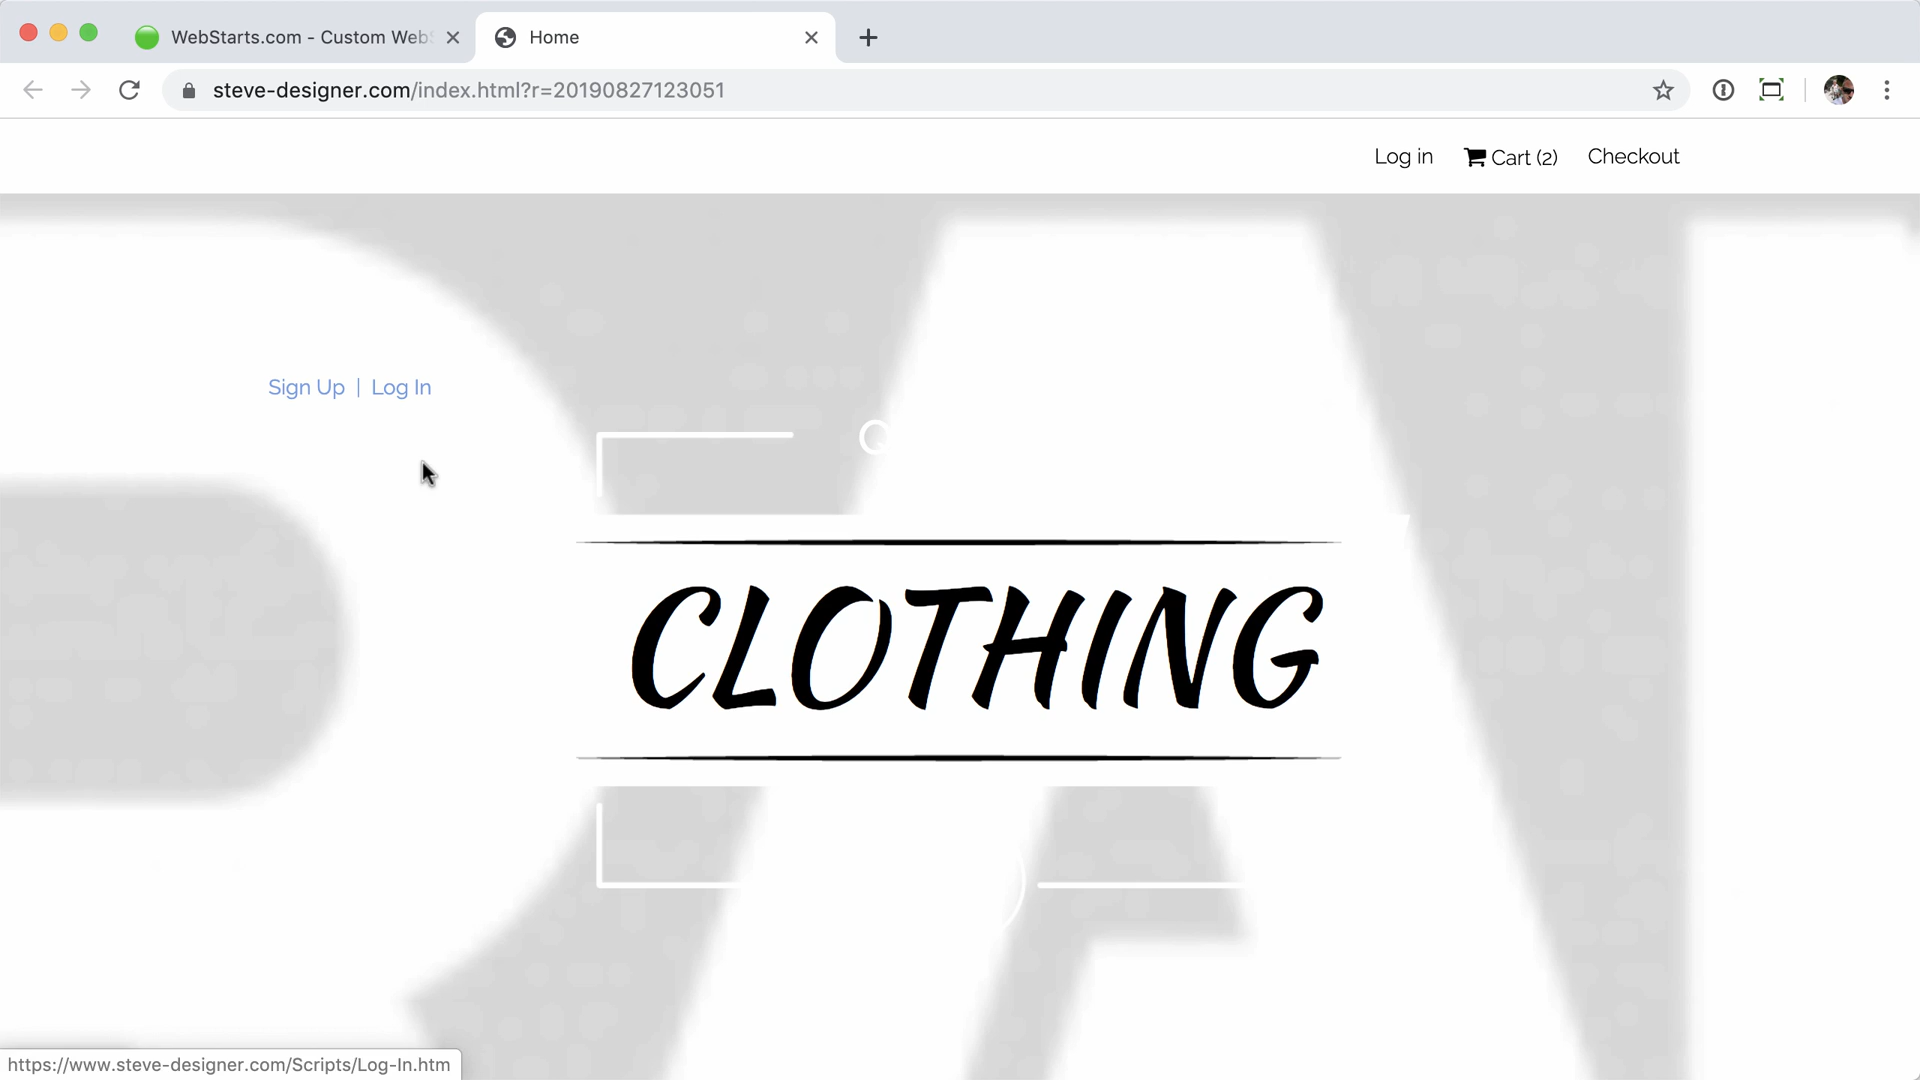 WebStarts.com - Custom WebS
Home
steve-designer.com/index.html?r=20190827123051
Log in
Cart (2)
Checkout
Sign Up | Log In
Q
CLOTHING
https://www.steve-designer.com/Scripts/Log-In.htm